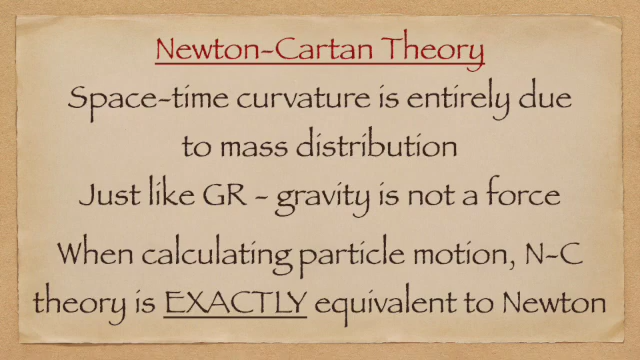 Newton-Cartan Theory
Space-time curvature is entirely due
to mass distribution
Just like GR - gravity is not a force
When calculating particle motion, N-C
theory is EXACTLY equivalent to Newton